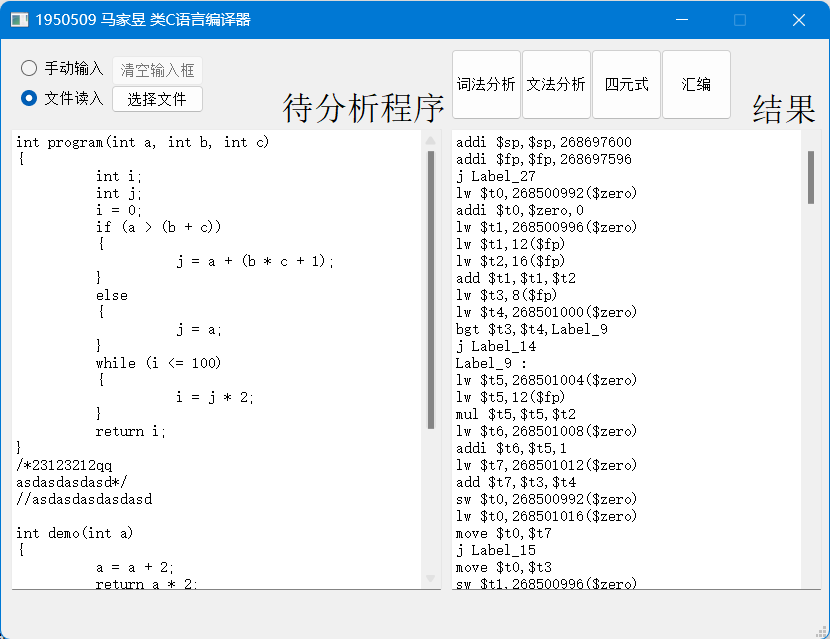 1950509 马家昱 类C语言编译器
手动输入
清空输入框
文件读入
选择文件
待分析程序
词法分析
文法分析
四元式
汇编
结果
int program(int a, int b, int c)
{
int i;
int j;
i = 0;
if (a > (b + c))
{
j = a + (b * c + 1);
}
else
{
j = a;
}
while (i <= 100)
{
i = j * 2;
}
return i;
}
/*23123212qq
asdasdasdasd*/
//asdasdasdasdasd
int demo(int a)
{
a = a + 2;
return a * 2;
addi $sp,$sp,268697600
addi $fp,$fp,268697596
j Label_27
lw $t0,268500992($zero)
addi $t0,$zero,0
lw $t1,268500996($zero)
lw $t1,12($fp)
lw $t2,16($fp)
add $t1,$t1,$t2
lw $t3,8($fp)
lw $t4,268501000($zero)
bgt $t3,$t4,Label_9
j Label_14
Label_9 :
lw $t5,268501004($zero)
lw $t5,12($fp)
mul $t5,$t5,$t2
lw $t6,268501008($zero)
addi $t6,$t5,1
lw $t7,268501012($zero)
add $t7,$t3,$t4
sw $t0,268500992($zero)
lw $t0,268501016($zero)
move $t0,$t7
j Label_15
move $t0,$t3
sw $t1,268500996($zero)